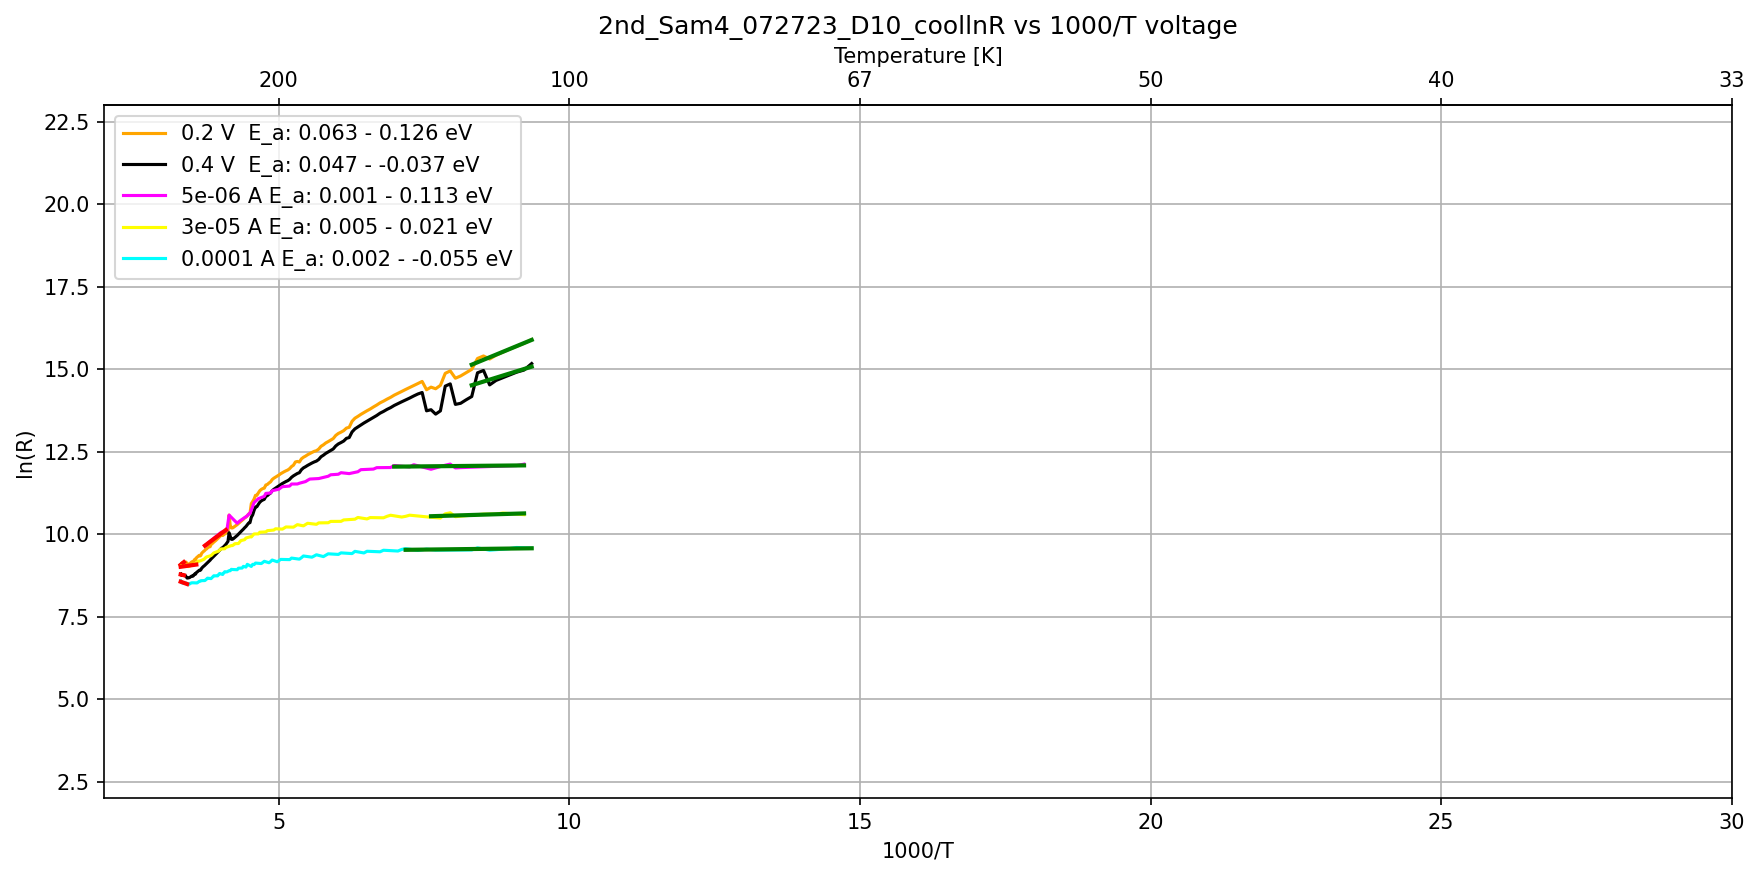 2nd_Sam4_072723_D10_coollnR vs 1000/T voltage
Temperature [K]
200 100 67 50 40 33
0.2 V  E_a: 0.063 - 0.126 eV
0.4 V  E_a: 0.047 - -0.037 eV
5e-06 A E_a: 0.001 - 0.113 eV
3e-05 A E_a: 0.005 - 0.021 eV
0.0001 A E_a: 0.002 - -0.055 eV
22.5
20.0
17.5
15.0
12.5
10.0
7.5
5.0
2.5
ln(R)
5 10 15 20 25 30
1000/T